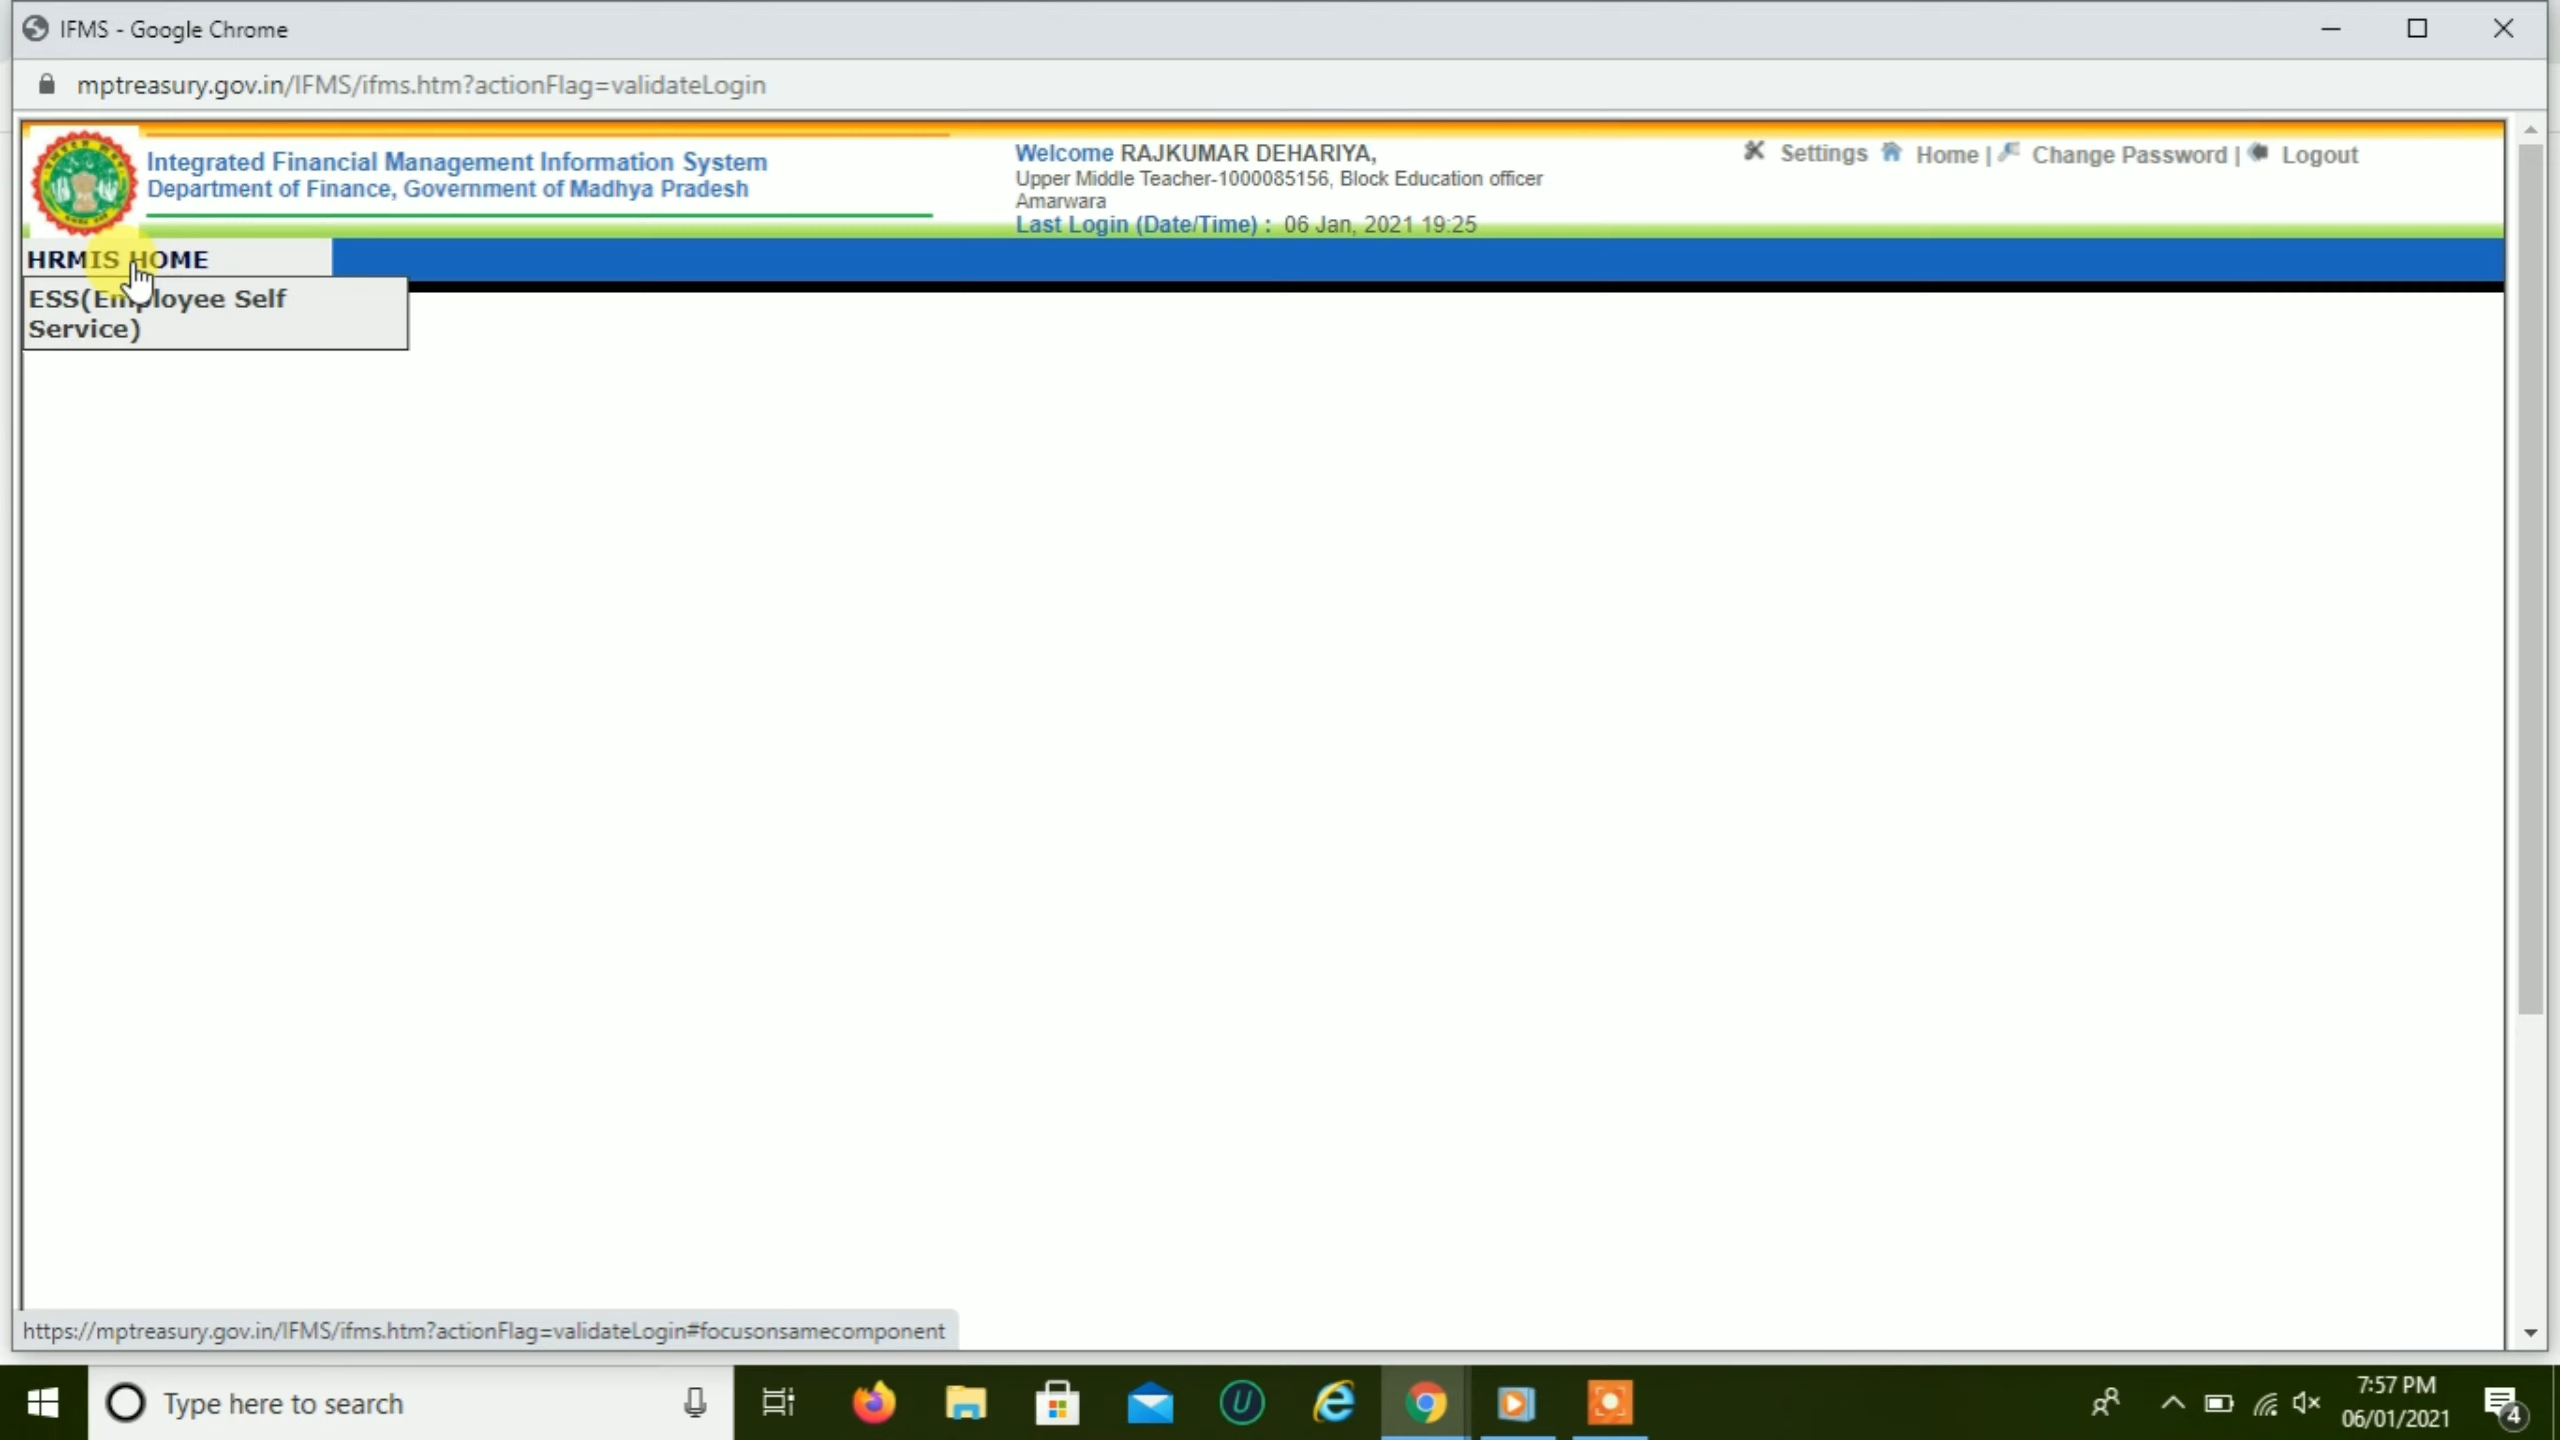 IFMS - Google Chrome
mptreasury.gov.in/IFMS/ifms.htm?actionFlag=validateLogin
Integrated Financial Management Information System
Department of Finance, Government of Madhya Pradesh
Welcome RAJKUMAR DEHARIYA,
Upper Middle Teacher-1000085156, Block Education officer
Amarwara
Last Login (Date/Time) : 06 Jan, 2021 19:25
Settings Home | Change Password | Logout
HRMIS HOME
ESS(Employee Self
Service)
https://mptreasury.gov.in/IFMS/ifms.htm?actionFlag=validateLogin#focusonsamecomponent
Type here to search
7:57 PM
06/01/2021
4